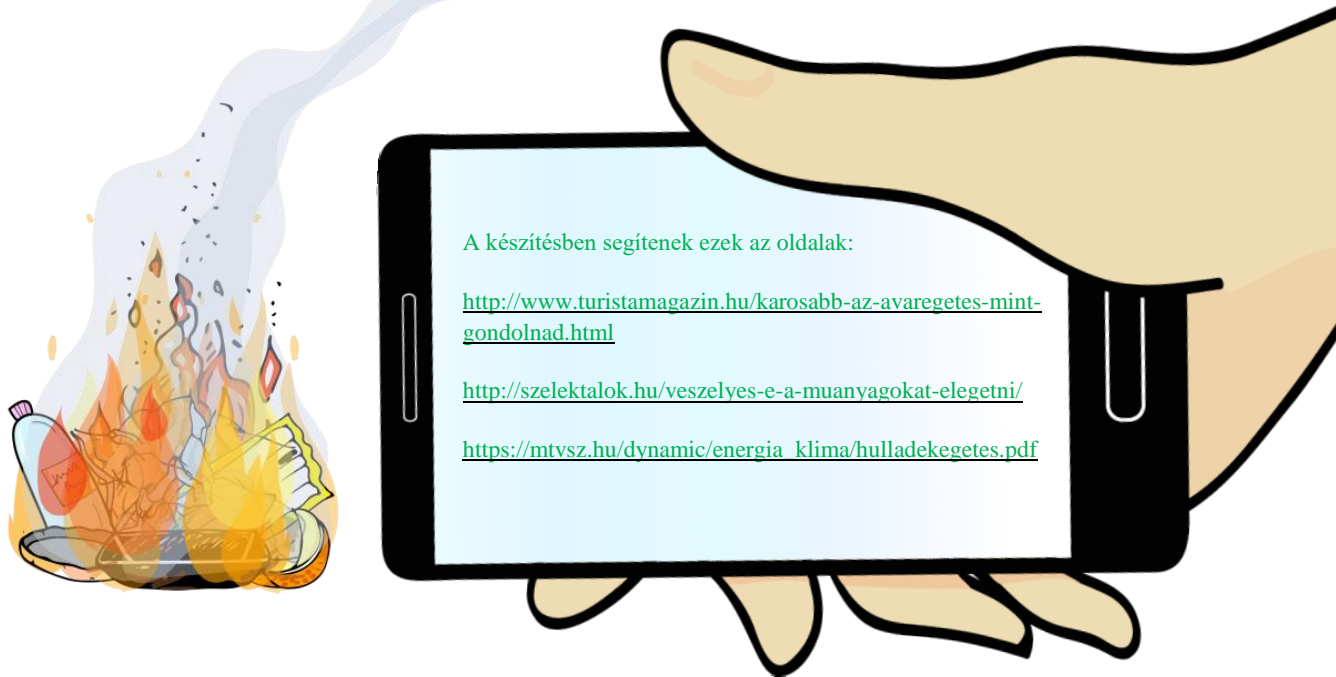 A készítésben segítenek ezek az oldalak:
http://www.turistamagazin.hu/karosabb-az-avaregetes-mint-
gondolnad.html
http://szelektalok.hu/veszelyes-e-a-muanyagokat-elegetni/
https://mtvsz.hu/dynamic/energia_klima/hulladekegetes.pdf